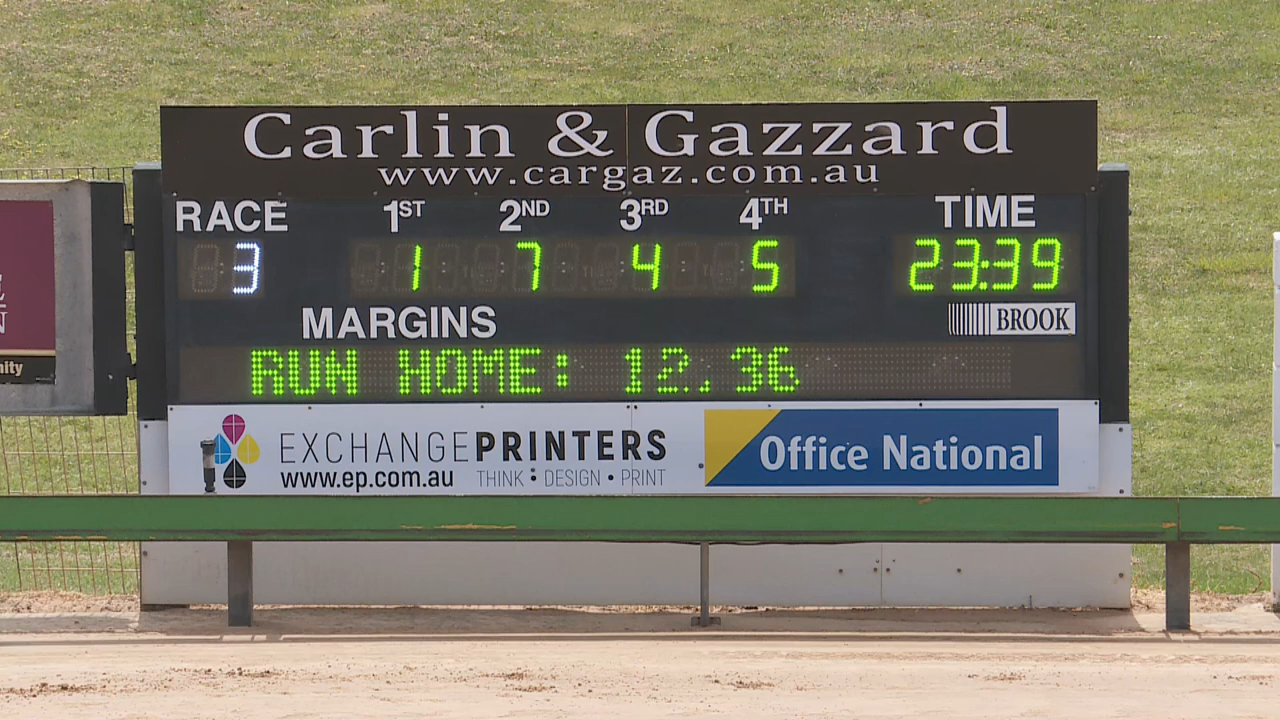 Carlin & Gazzard
www.cargaz.com.au
RACE 1ST 2ND 3RD 4TH TIME
3 1 7 4 5 23:39
MARGINS BROOK
RUN HOME: 12.36
EXCHANGEPRINTERS
www.ep.com.au THINK : DESIGN • PRINT
Office National
N
nity